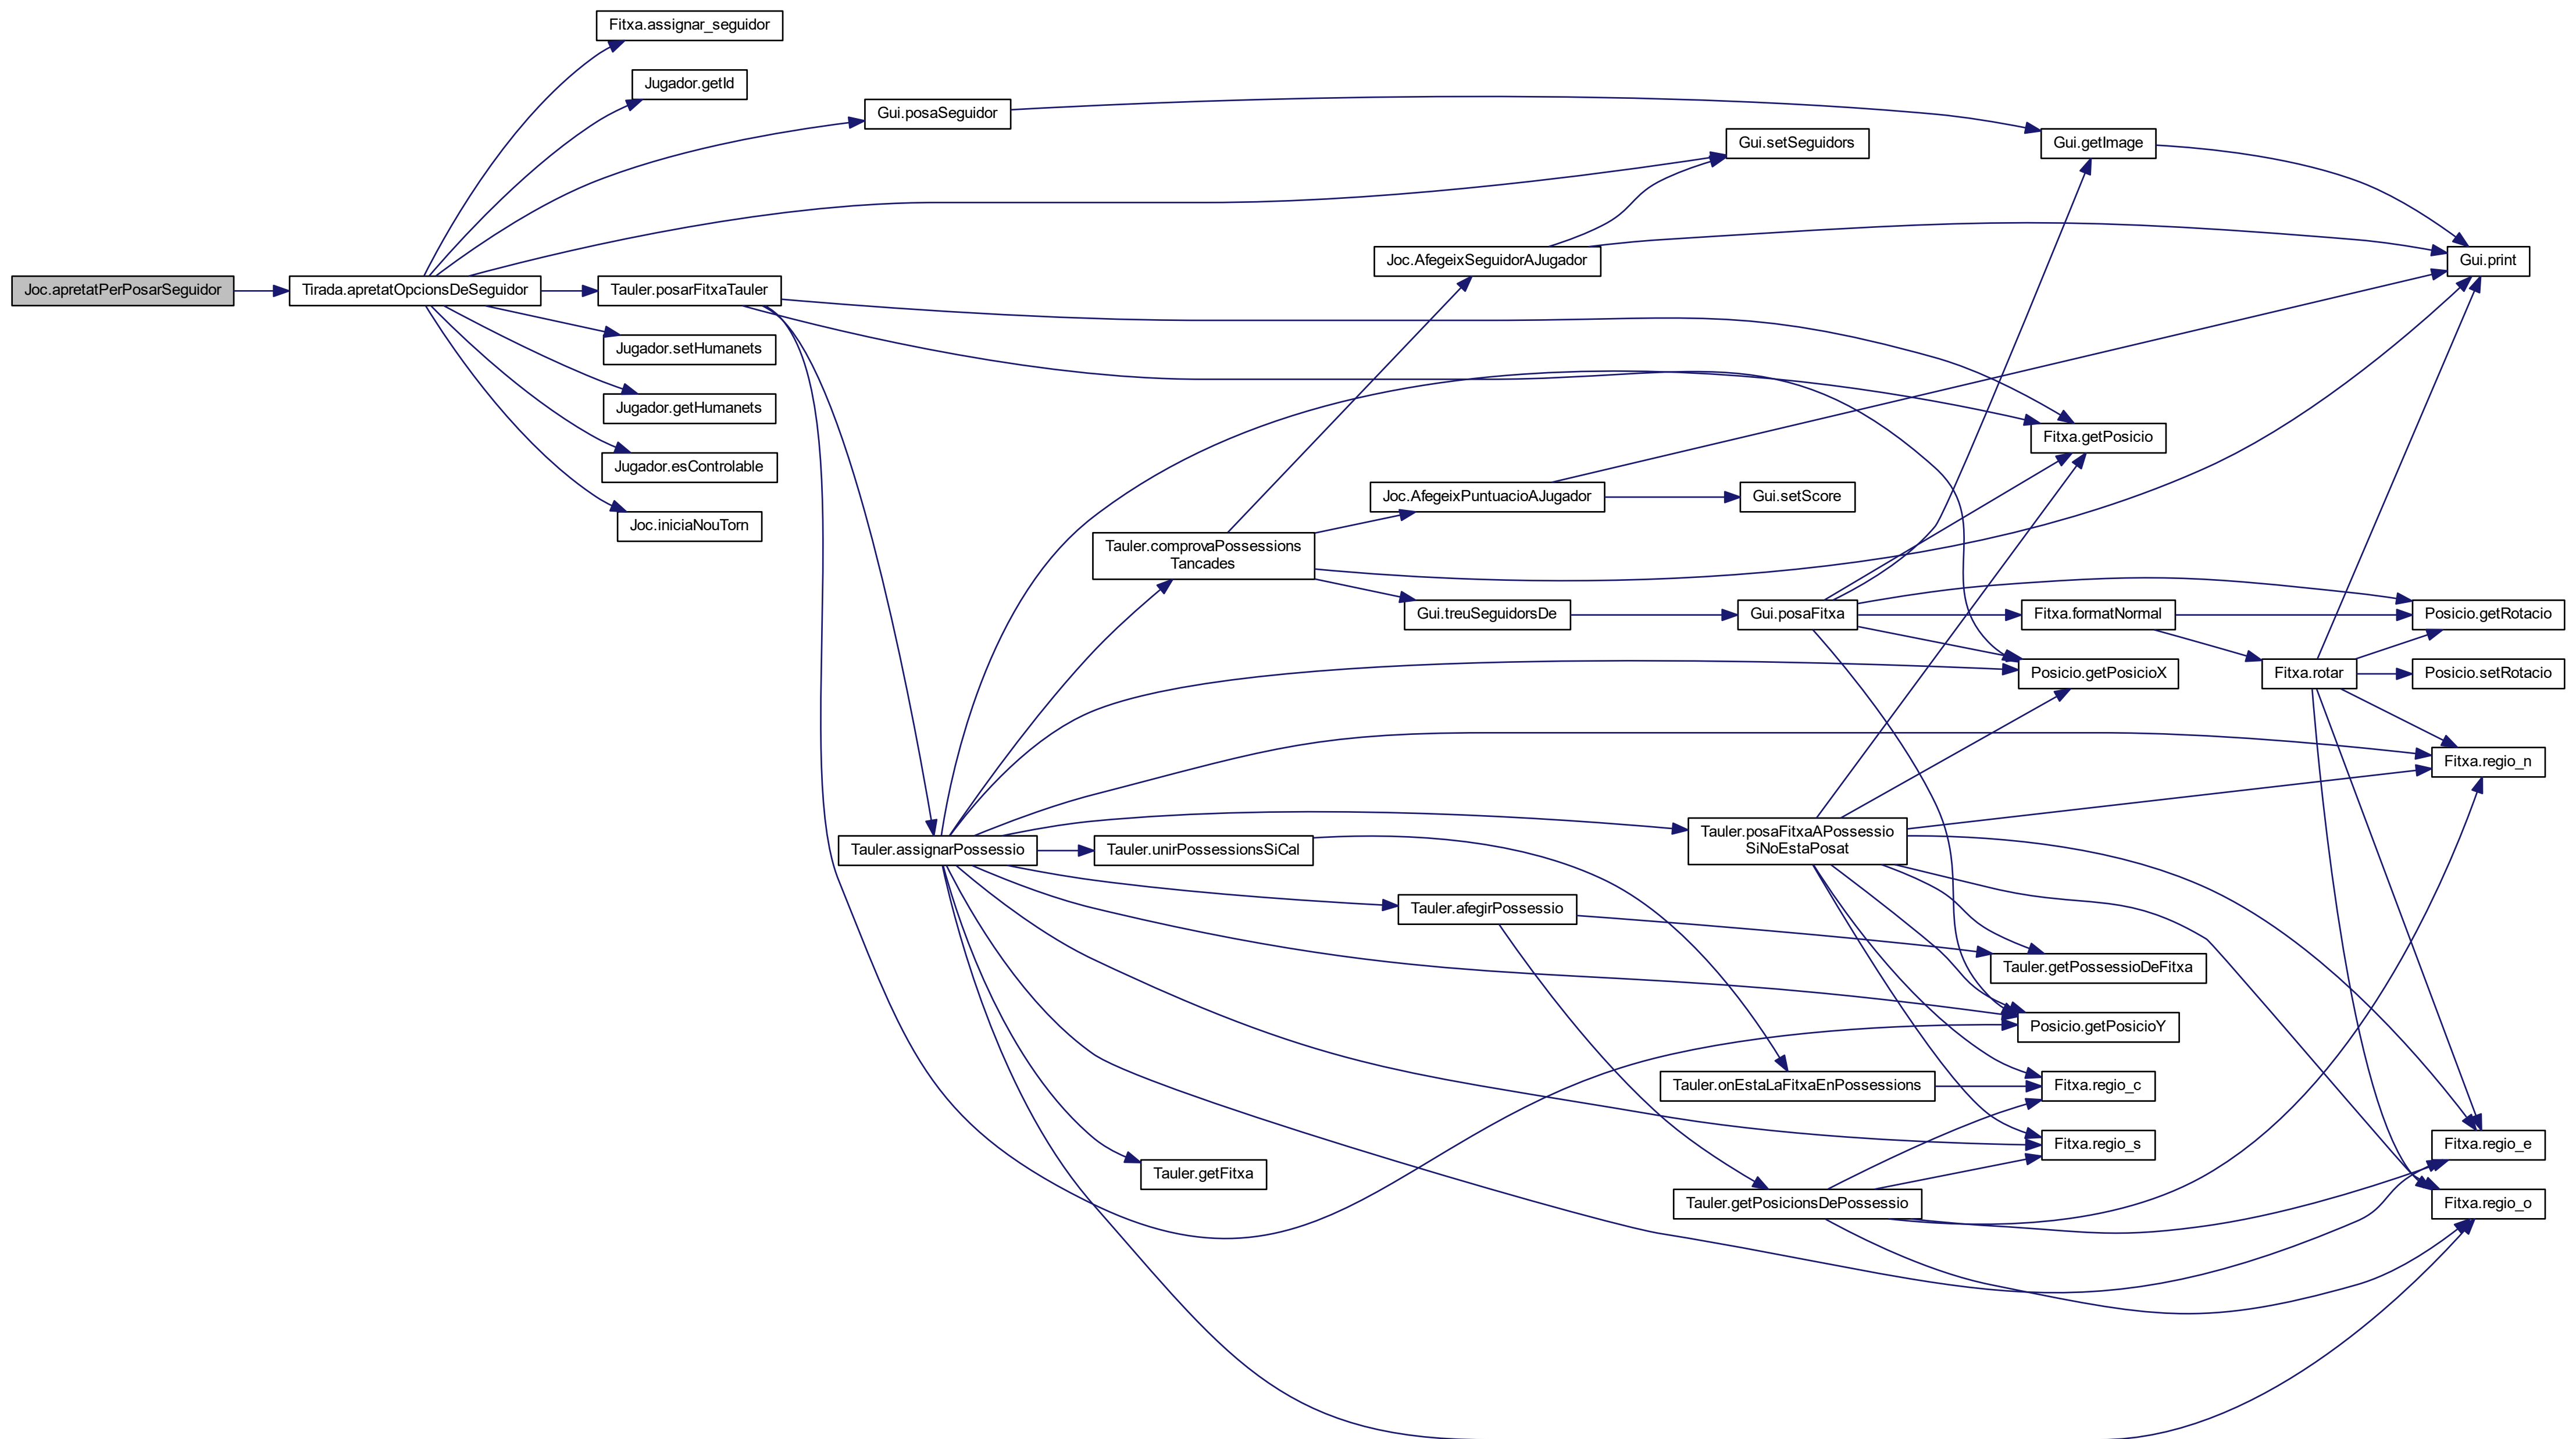 Fitxa.assignar_seguidor
Jugador.getId
Gui.posaSeguidor
Gui.setSeguidors
Gui.getImage
Joc.AfegeixSeguidorAJugador
Gui.print
Joc.apretatPerPosarSeguidor
Tirada.apretatOpcionsDeSeguidor
Tauler.posarFitxaTauler
Jugador.setHumanets
Jugador.getHumanets
Fitxa.getPosicio
Jugador.esControlable
Joc.AfegeixPuntuacioAJugador
Gui.setScore
Joc.iniciaNouTorn
Tauler.comprovaPossessions
Tancades
Gui.treuSeguidorsDe
Gui.posaFitxa
Fitxa.formatNormal
Posicio.getRotacio
Posicio.getPosicioX
Fitxa.rotar
Posicio.setRotacio
Fitxa.regio_n
Tauler.assignarPossessio
Tauler.unirPossessionsSiCal
Tauler.posaFitxaAPossessio
SiNoEstaPosat
Tauler.afegirPossessio
Tauler.getPossessioDeFitxa
Posicio.getPosicioY
Tauler.onEstaLaFitxaEnPossessions
Fitxa.regio_c
Fitxa.regio_s
Fitxa.regio_e
Tauler.getFitxa
Tauler.getPosicionsDePossessio
Fitxa.regio_o